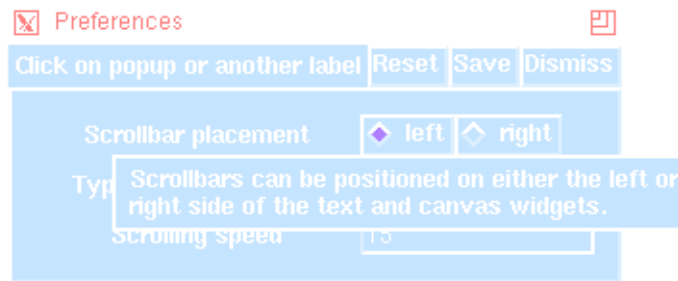 Preferences
Click on popup or another label Reset Save Dismiss
Scrollbar placement left right
Typ
Scrollbars can be positioned on either the left or
right side of the text and canvas widgets.
Scrolling speed 15